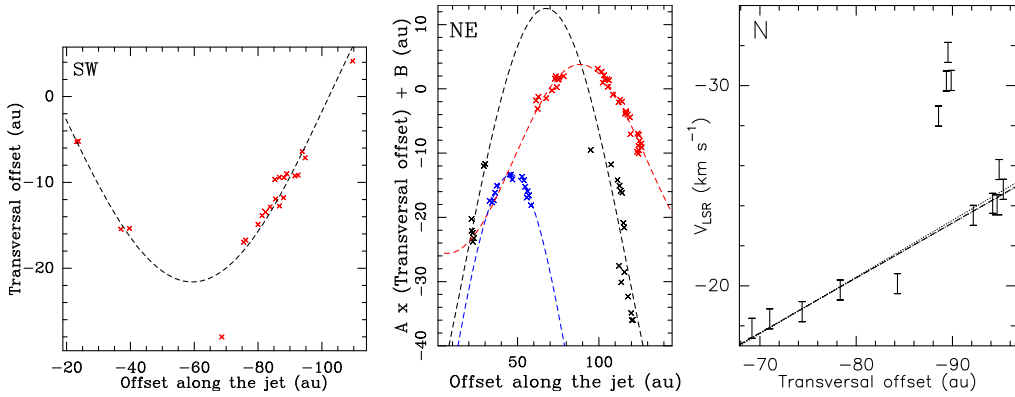 SW
Transversal offset (au)
0
−10
−20
−20
−40
−60
−80
−100
Offset along the jet (au)
NE
A x (Transversal offset) + B (au)
10
0
−10
−20
−30
−40
50
100
Offset along the jet (au)
N
V_LSR (km s⁻¹)
−30
−20
−70
−80
−90
Transversal offset (au)